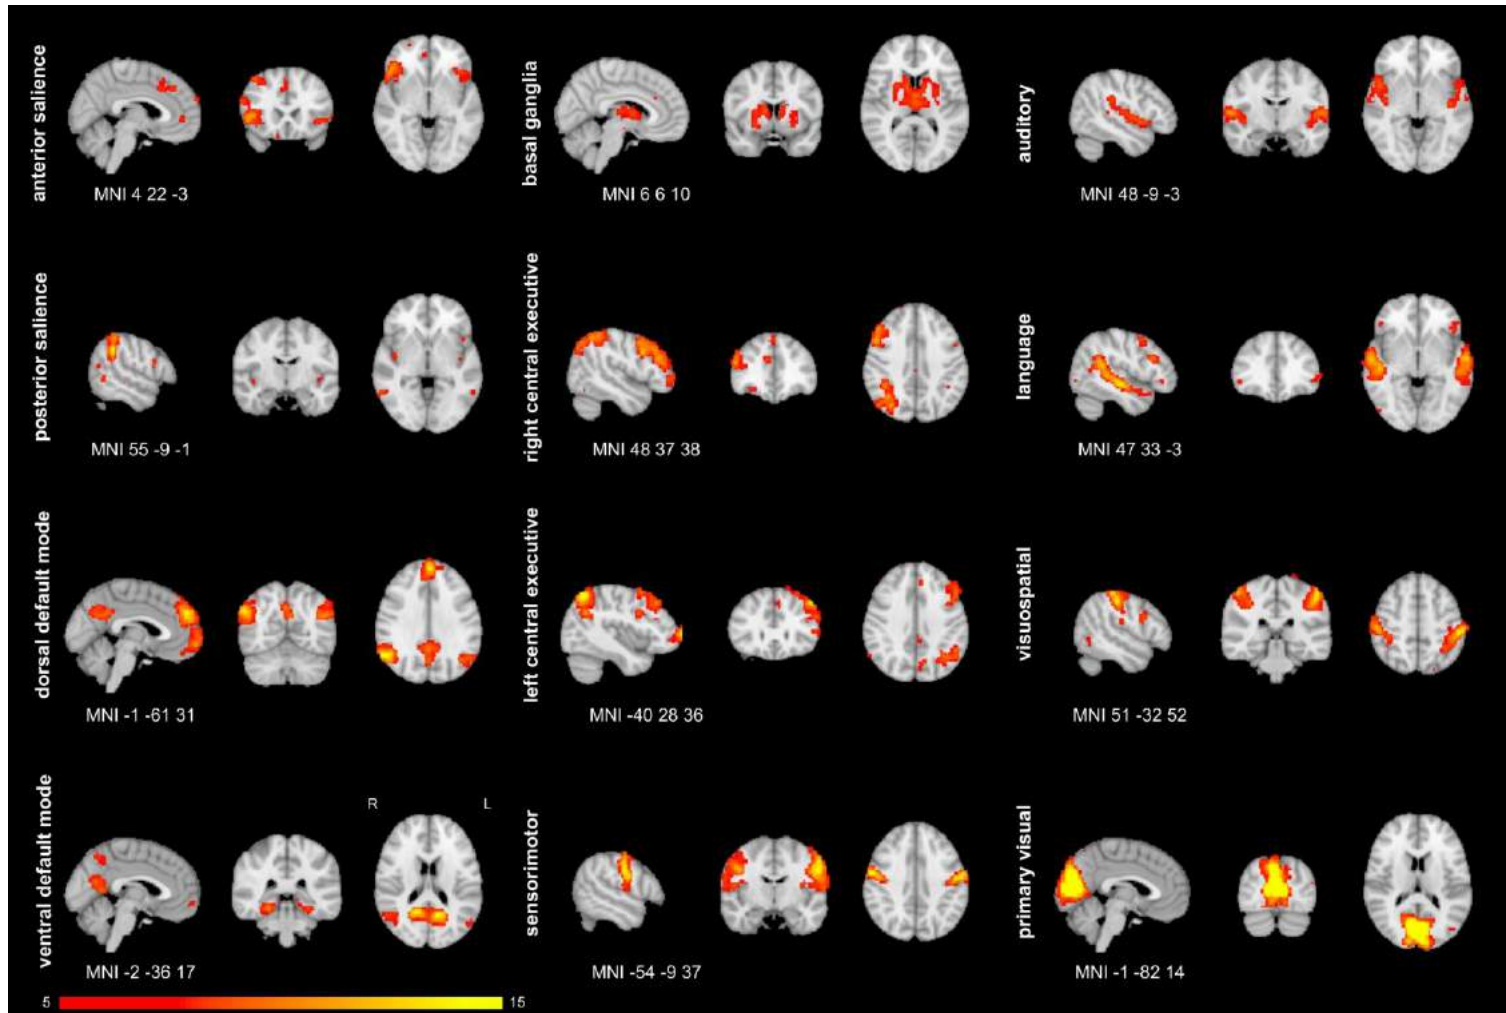 anterior salience
MNI 4 22 -3
basal ganglia
MNI 6 6 10
auditory
MNI 48 -9 -3
posterior salience
MNI 55 -9 -1
right central executive
MNI 48 37 38
language
MNI 47 33 -3
dorsal default mode
MNI -1 -61 31
left central executive
MNI -40 28 36
visuospatial
MNI 51 -32 52
ventral default mode
R L
MNI -2 -36 17
sensorimotor
MNI -54 -9 37
primary visual
MNI -1 -82 14
5 15